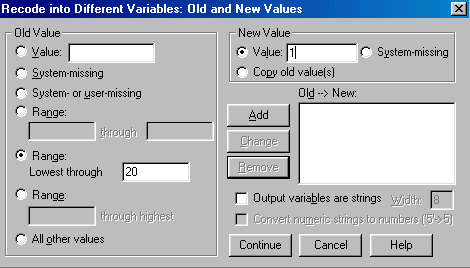 Recode into Different Variables: Old and New Values
Old Value
Value:
System-missing
System- or user-missing
Range:
through
Range:
Lowest through 20
Range:
through highest
All other values
New Value
Value: 1 System-missing
Copy old value(s)
Old --> New:
Add
Change
Remove
Output variables are strings Width: 8
Convert numeric strings to numbers ('5'->5)
Continue Cancel Help